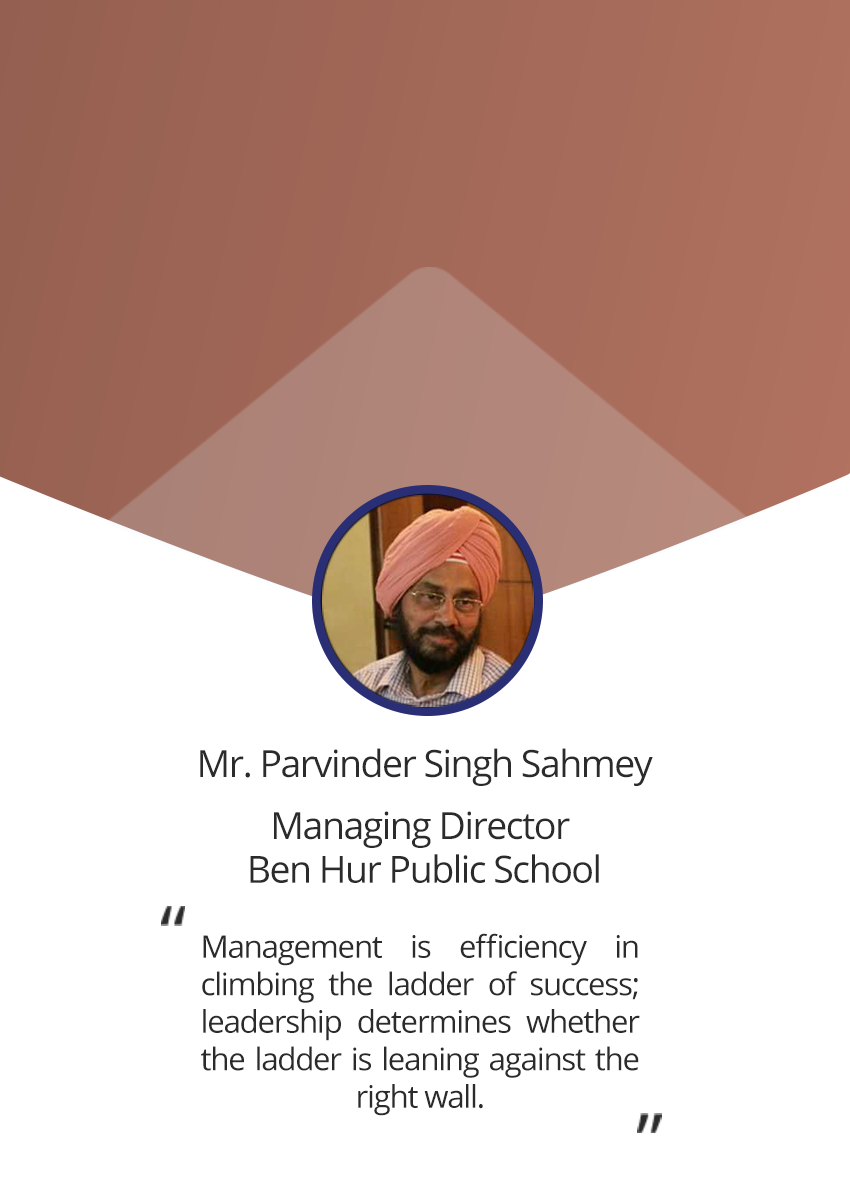 Mr. Parvinder Singh Sahmey
Managing Director
Ben Hur Public School
“
Management is efficiency in
climbing the ladder of success;
leadership determines whether
the ladder is leaning against the
right wall.
”